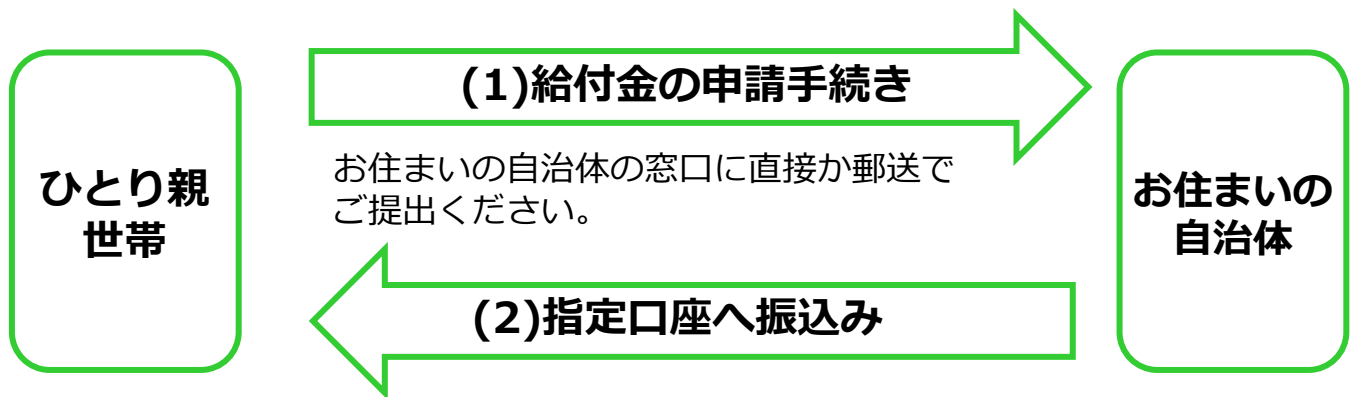 (1)給付金の申請手続き
ひとり親
世帯
お住まいの自治体の窓口に直接か郵送で
ご提出ください。
お住まいの
自治体
(2)指定口座へ振込み